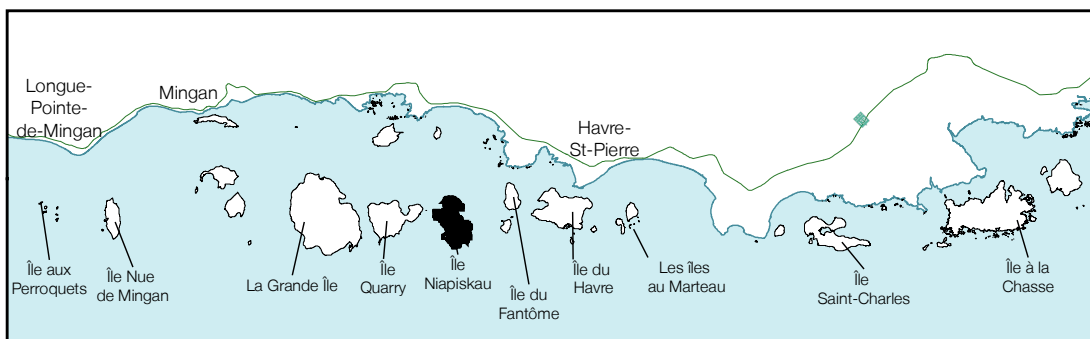 Longue-
Pointe-
de-Mingan
Mingan
Havre-
St-Pierre
Île aux
Perroquets
Île Nue
de Mingan
La Grande Île
Île
Quarry
Île
Niapiskau
Île du
Fantôme
Île du
Havre
Les îles
au Marteau
Île
Saint-Charles
Île à la
Chasse